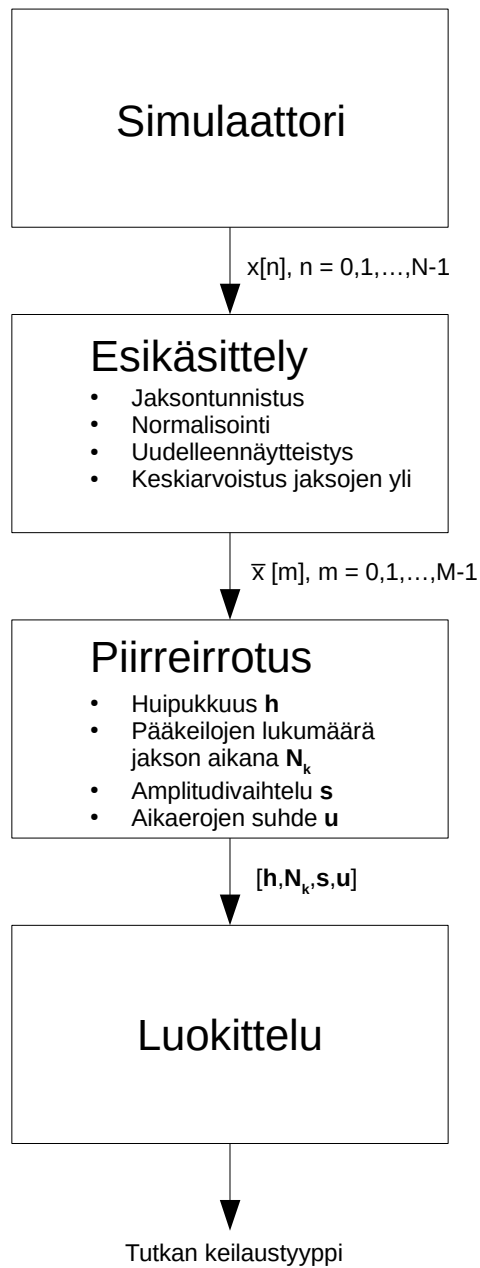 Simulaattori
x[n], n = 0,1,…,N-1
Esikäsittely
• Jaksontunnistus
• Normalisointi
• Uudelleennäytteistys
• Keskiarvoistus jaksojen yli
x̅ [m], m = 0,1,…,M-1
Piirreirrotus
• Huipukkuus h
• Pääkeilojen lukumäärä
jakson aikana Nk
• Amplitudivaihtelu s
• Aikaerojen suhde u
[h,Nk,s,u]
Luokittelu
Tutkan keilaustyyppi